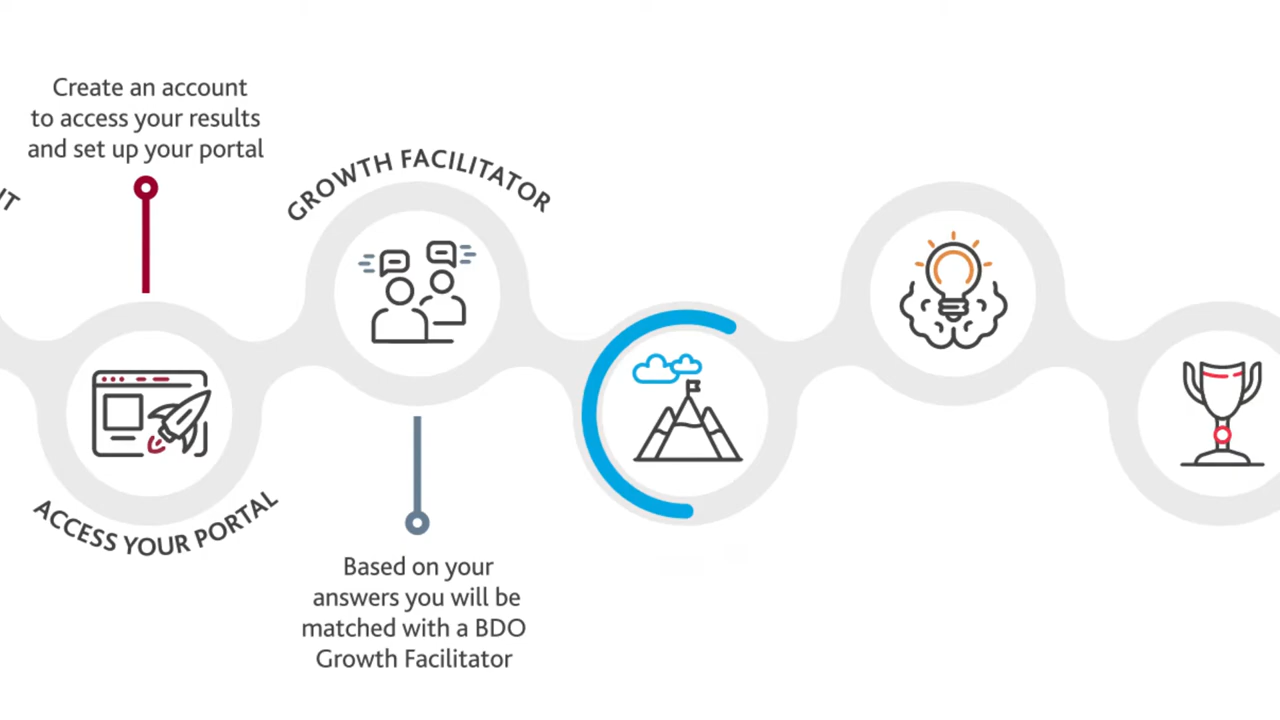 Create an account
to access your results
and set up your portal
GROWTH FACILITATOR
ACCESS YOUR PORTAL
Based on your
answers you will be
matched with a BDO
Growth Facilitator